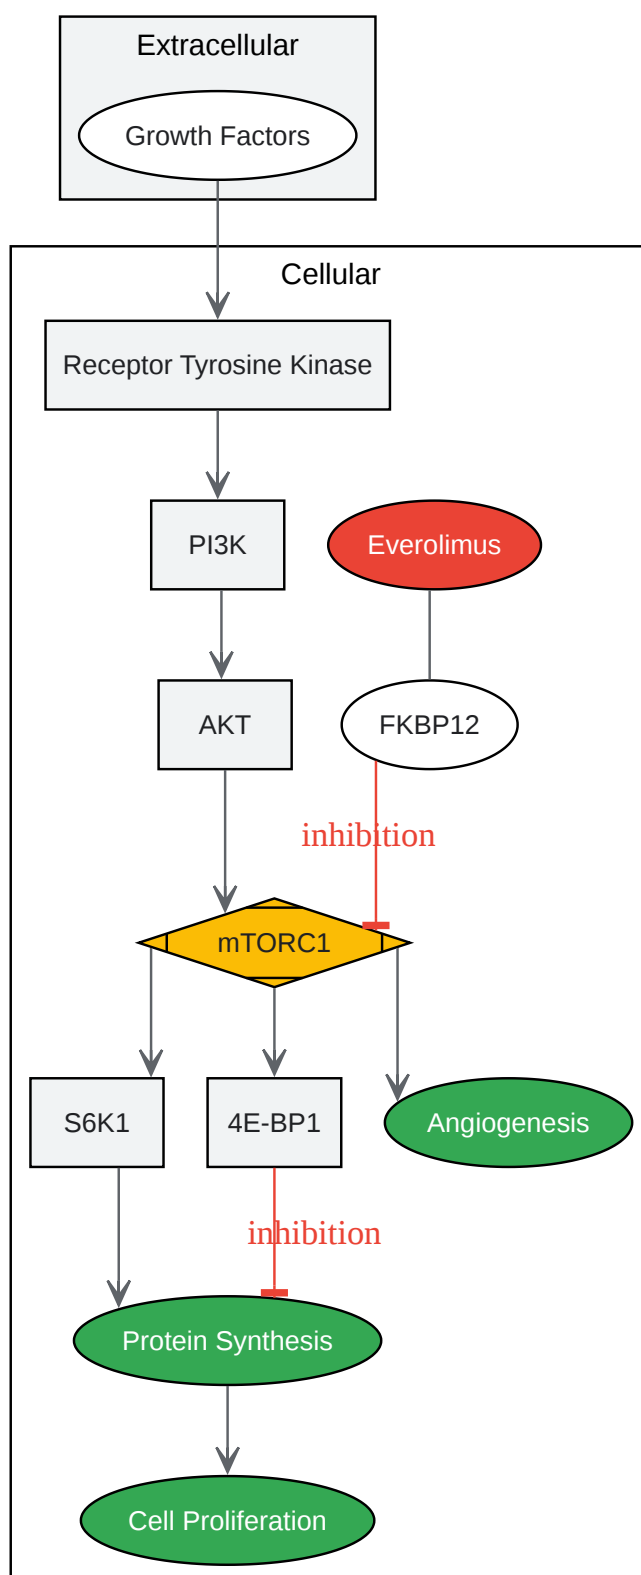 Extracellular
Growth Factors
Cellular
Receptor Tyrosine Kinase
PI3K
Everolimus
AKT
FKBP12
inhibition
mTORC1
S6K1
4E-BP1
Angiogenesis
inhibition
Protein Synthesis
Cell Proliferation